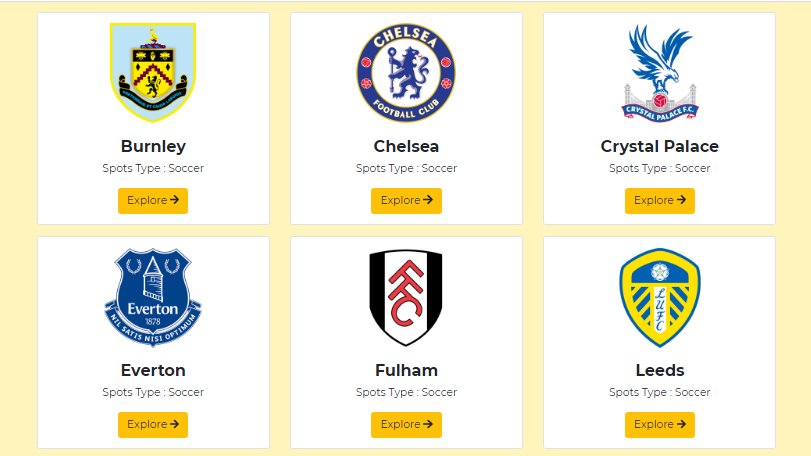 CHELSEA
FOOTBALL CLUB
CRYSTAL PALACE F.C.
Burnley
Chelsea
Crystal Palace
Spots Type : Soccer
Spots Type : Soccer
Spots Type : Soccer
Explore →
Explore →
Explore →
Everton
1878
NIL SATIS NISI OPTIMUM
FFC
LUFC
Everton
Fulham
Leeds
Spots Type : Soccer
Spots Type : Soccer
Spots Type : Soccer
Explore →
Explore →
Explore →